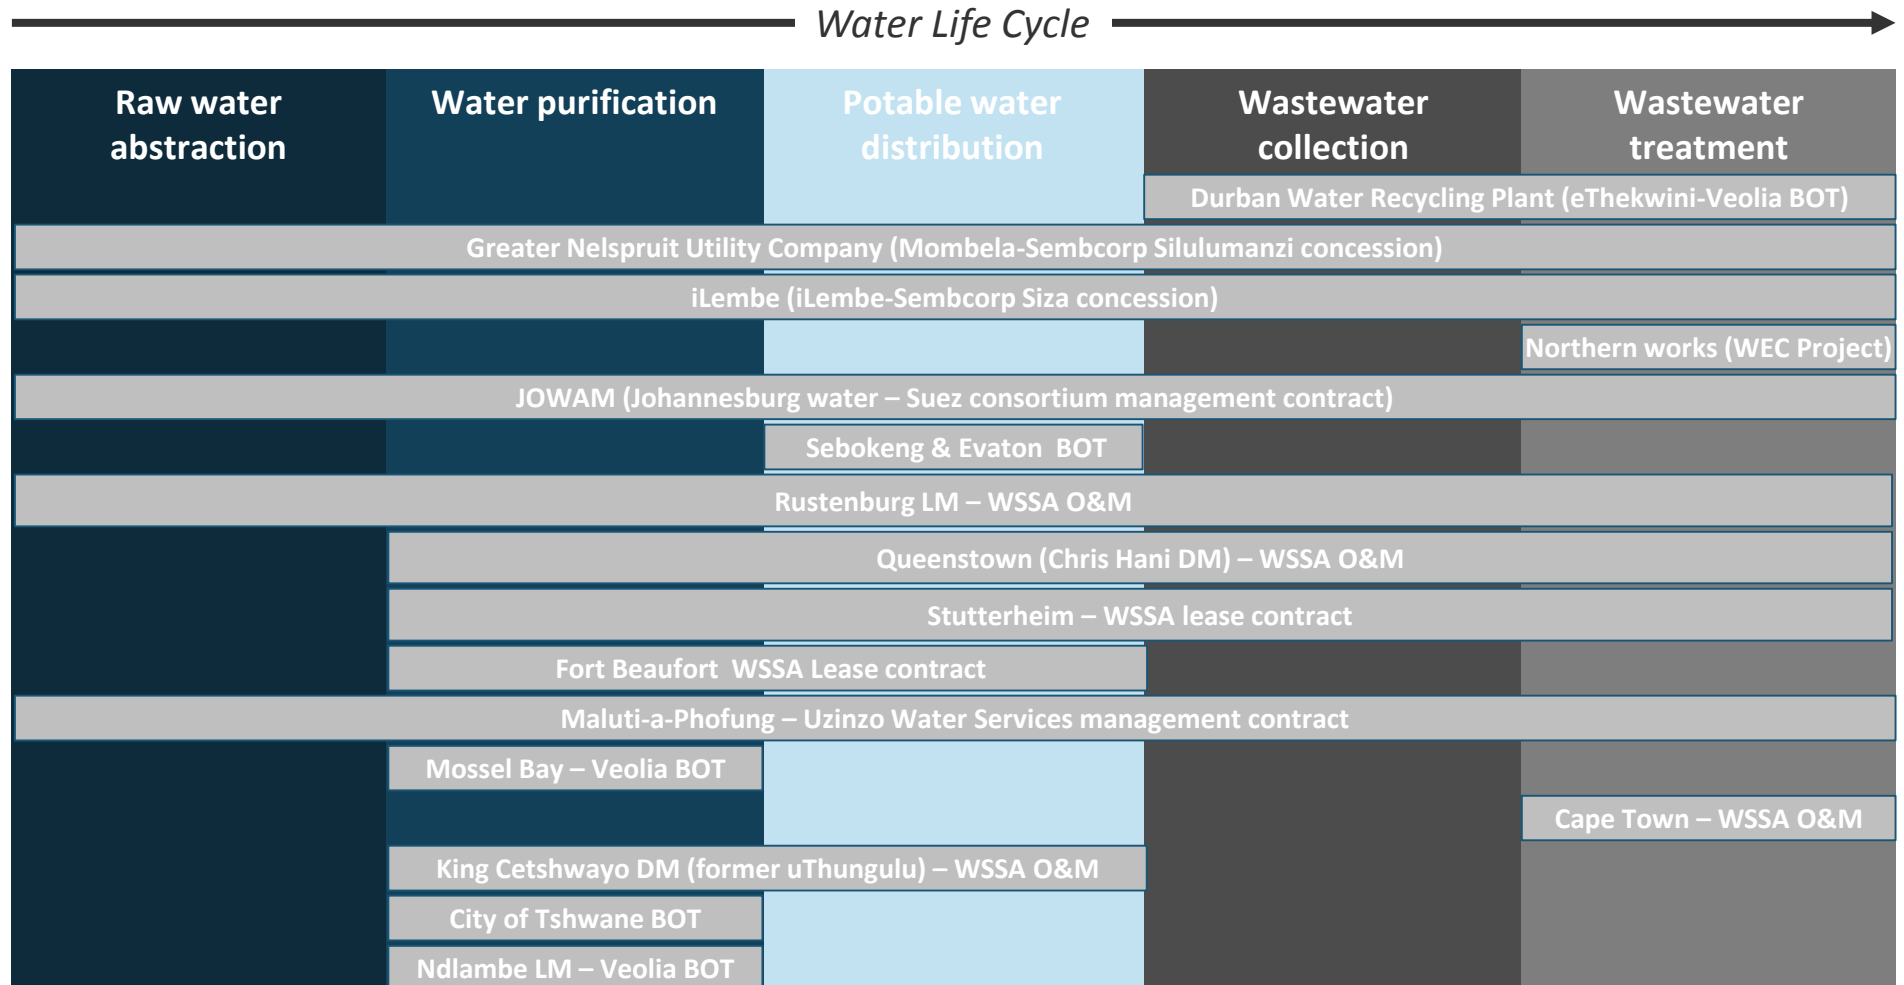 Water Life Cycle
Raw water
abstraction
Water purification
Potable water
distribution
Wastewater
collection
Wastewater
treatment
Durban Water Recycling Plant (eThekwini-Veolia BOT)
Greater Nelspruit Utility Company (Mombela-Sembcorp Silulumanzi concession)
iLembe (iLembe-Sembcorp Siza concession)
Northern works (WEC Project)
JOWAM (Johannesburg water – Suez consortium management contract)
Sebokeng & Evaton  BOT
Rustenburg LM – WSSA O&M
Queenstown (Chris Hani DM) – WSSA O&M
Stutterheim – WSSA lease contract
Fort Beaufort  WSSA Lease contract
Maluti-a-Phofung – Uzinzo Water Services management contract
Mossel Bay – Veolia BOT
Cape Town – WSSA O&M
King Cetshwayo DM (former uThungulu) – WSSA O&M
City of Tshwane BOT
Ndlambe LM – Veolia BOT